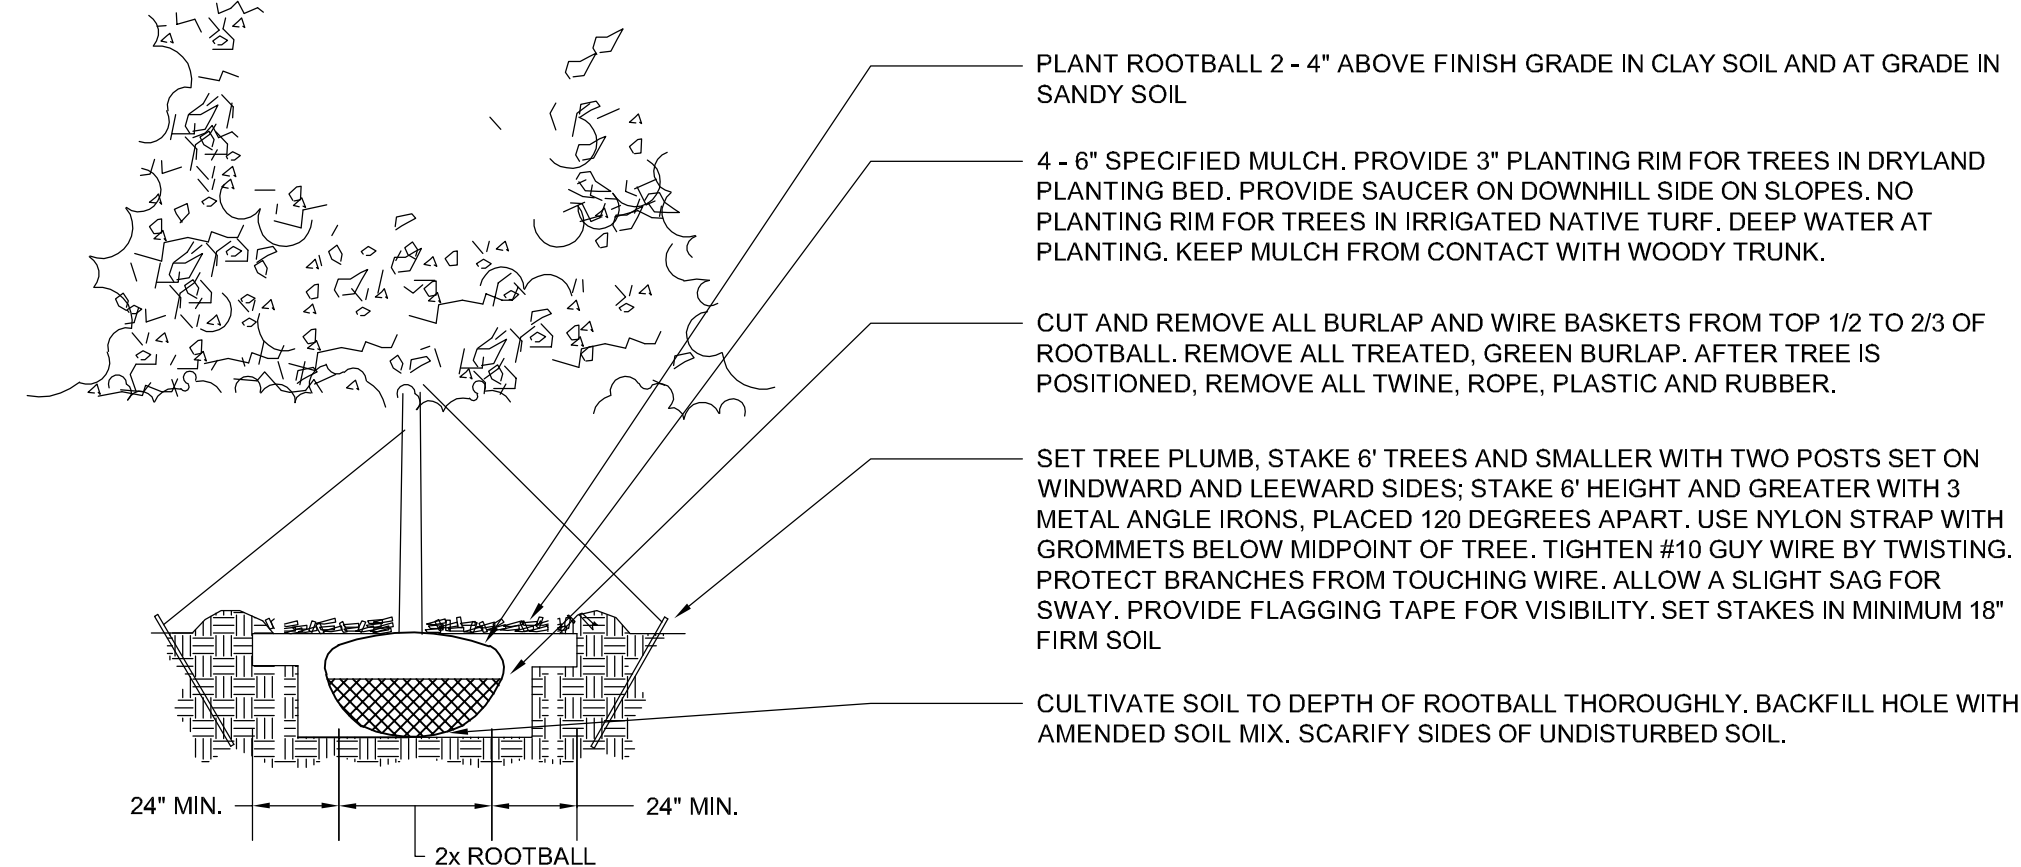 PLANT ROOTBALL 2 - 4" ABOVE FINISH GRADE IN CLAY SOIL AND AT GRADE IN
SANDY SOIL
4 - 6" SPECIFIED MULCH. PROVIDE 3" PLANTING RIM FOR TREES IN DRYLAND
PLANTING BED. PROVIDE SAUCER ON DOWNHILL SIDE ON SLOPES. NO
PLANTING RIM FOR TREES IN IRRIGATED NATIVE TURF. DEEP WATER AT
PLANTING. KEEP MULCH FROM CONTACT WITH WOODY TRUNK.
CUT AND REMOVE ALL BURLAP AND WIRE BASKETS FROM TOP 1/2 TO 2/3 OF
ROOTBALL. REMOVE ALL TREATED, GREEN BURLAP. AFTER TREE IS
POSITIONED, REMOVE ALL TWINE, ROPE, PLASTIC AND RUBBER.
SET TREE PLUMB, STAKE 6' TREES AND SMALLER WITH TWO POSTS SET ON
WINDWARD AND LEEWARD SIDES; STAKE 6' HEIGHT AND GREATER WITH 3
METAL ANGLE IRONS, PLACED 120 DEGREES APART. USE NYLON STRAP WITH
GROMMETS BELOW MIDPOINT OF TREE. TIGHTEN #10 GUY WIRE BY TWISTING.
PROTECT BRANCHES FROM TOUCHING WIRE. ALLOW A SLIGHT SAG FOR
SWAY. PROVIDE FLAGGING TAPE FOR VISIBILITY. SET STAKES IN MINIMUM 18"
FIRM SOIL
CULTIVATE SOIL TO DEPTH OF ROOTBALL THOROUGHLY. BACKFILL HOLE WITH
AMENDED SOIL MIX. SCARIFY SIDES OF UNDISTURBED SOIL.
24" MIN.
24" MIN.
2x ROOTBALL